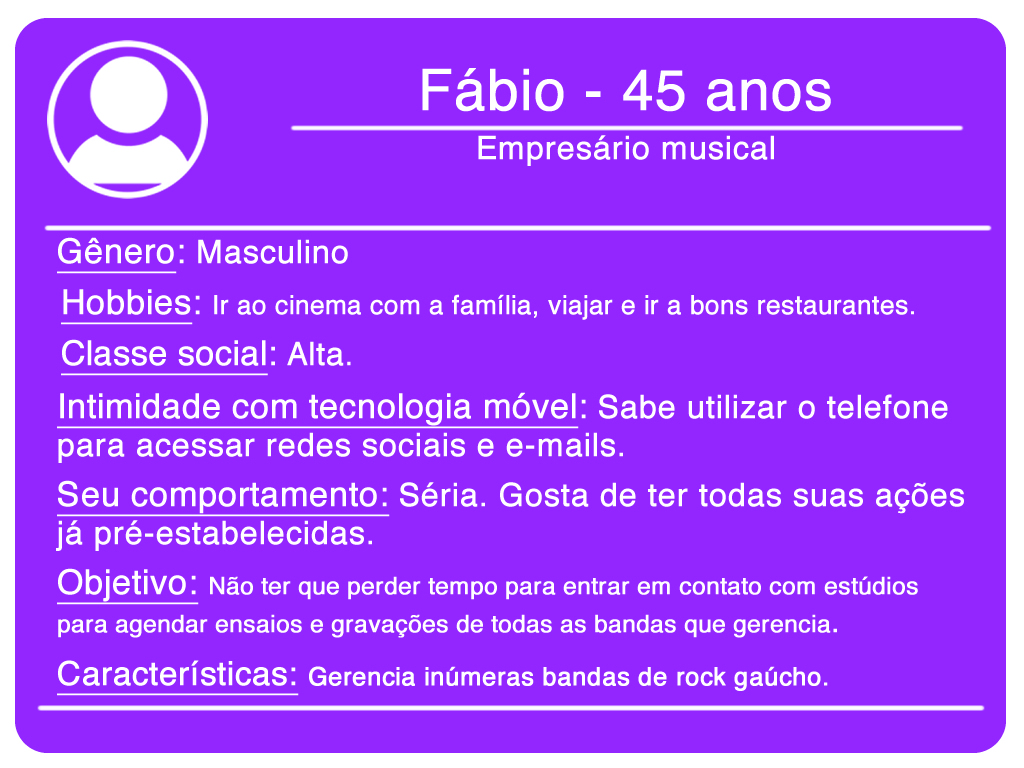 Fábio - 45 anos
Empresário musical
Gênero: Masculino
Hobbies: Ir ao cinema com a família, viajar e ir a bons restaurantes.
Classe social: Alta.
Intimidade com tecnologia móvel: Sabe utilizar o telefone
para acessar redes sociais e e-mails.
Seu comportamento: Séria. Gosta de ter todas suas ações
já pré-estabelecidas.
Objetivo: Não ter que perder tempo para entrar em contato com estúdios
para agendar ensaios e gravações de todas as bandas que gerencia.
Características: Gerencia inúmeras bandas de rock gaúcho.